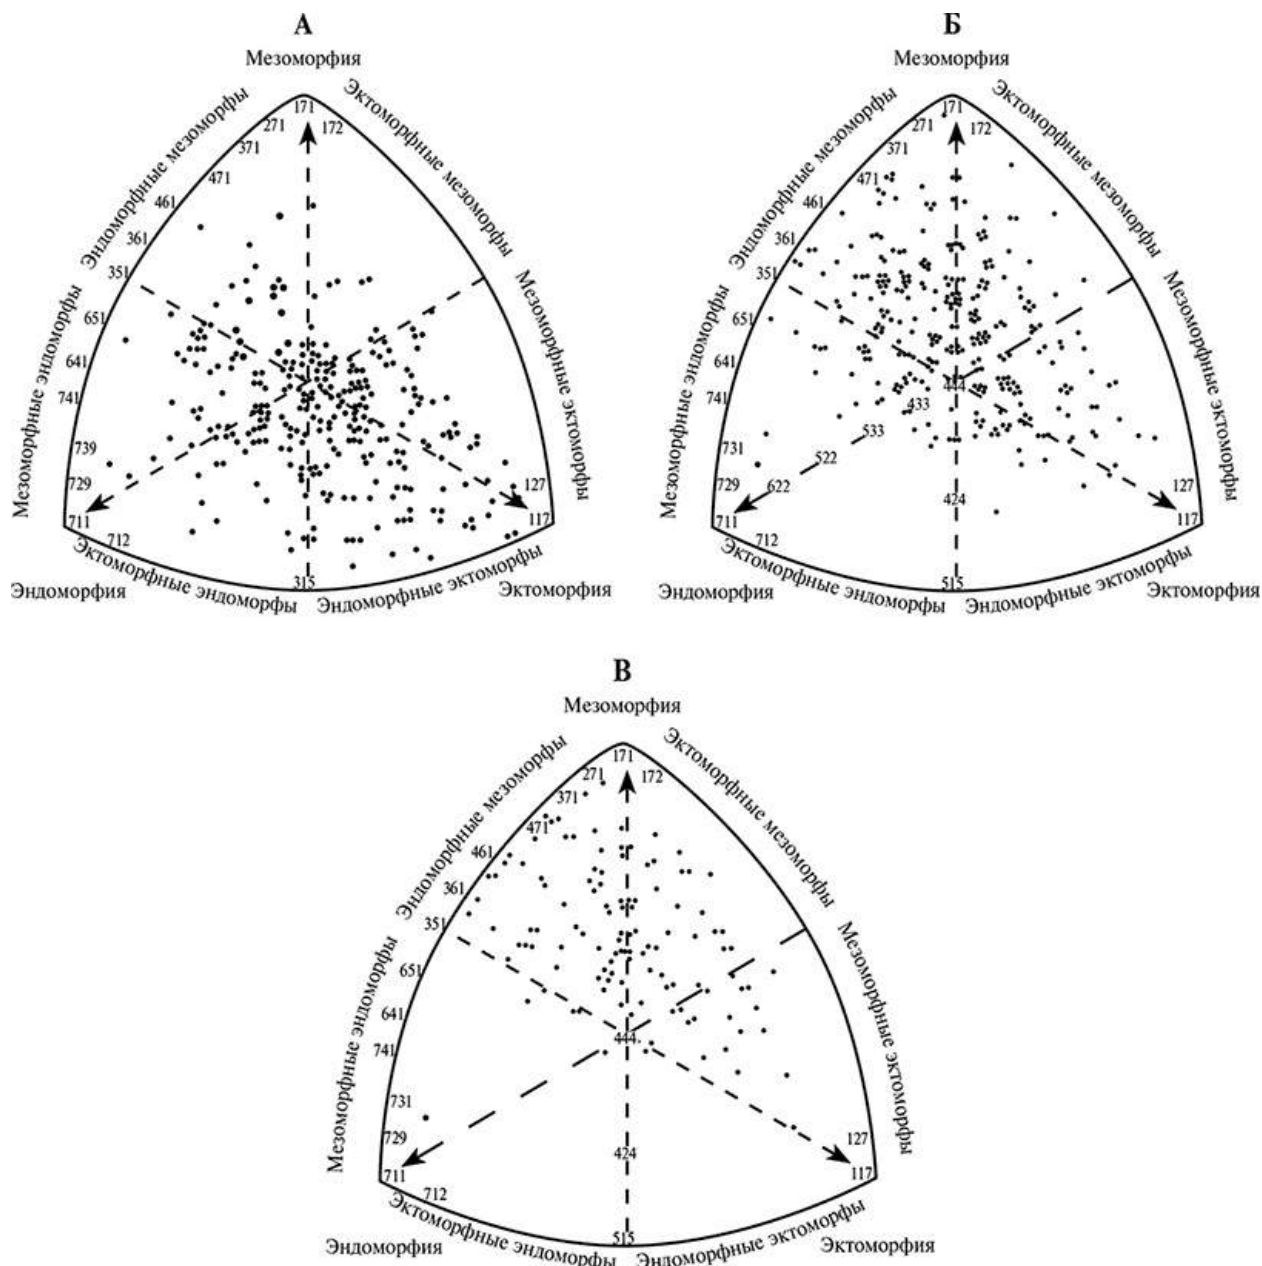 А
Мезоморфия
Эндоморфные мезоморфы
Эктоморфные мезоморфы
Мезоморфные эндоморфы
Мезоморфные эктоморфы
171
271
172
371
471
461
361
351
651
641
741
739
729
711
712
127
117
315
Эктоморфные эндоморфы
Эндоморфные эктоморфы
Эндоморфия
Эктоморфия
Б
Мезоморфия
Эндоморфные мезоморфы
Эктоморфные мезоморфы
Мезоморфные эндоморфы
Мезоморфные эктоморфы
171
271
172
371
471
461
361
351
651
641
741
444
433
533
731
522
729
622
424
127
711
117
712
515
Эктоморфные эндоморфы
Эндоморфные эктоморфы
Эндоморфия
Эктоморфия
В
Мезоморфия
Эндоморфные мезоморфы
Эктоморфные мезоморфы
Мезоморфные эндоморфы
Мезоморфные эктоморфы
171
271
172
371
471
461
361
351
651
641
444
741
731
729
424
127
711
117
712
515
Эктоморфные эндоморфы
Эндоморфные эктоморфы
Эндоморфия
Эктоморфия